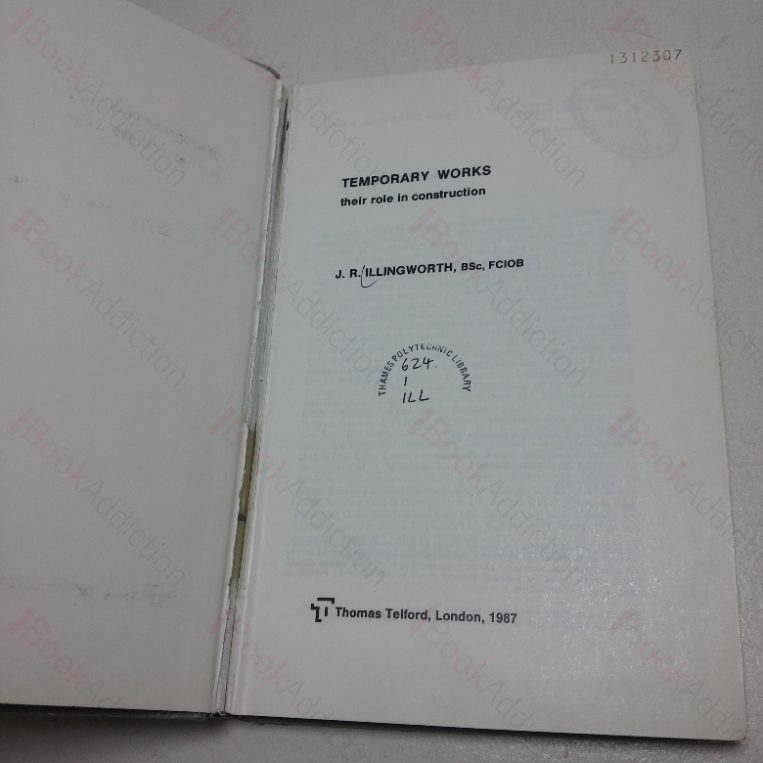 1312307
TEMPORARY WORKS
their role in construction
J. R. ILLINGWORTH, BSc, FCIOB
THAMES POLYTECHNIC LIBRARY
624.
1
ILL
Thomas Telford, London, 1987
BookAddiction